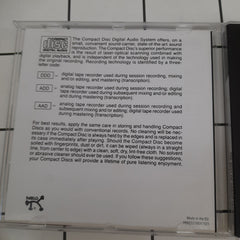 COMPACT
disc
DIGITAL AUDIO
The Compact Disc Digital Audio System offers, on a
small, convenient sound carrier, state-of-the-art sound
reproduction. The Compact Disc's superior performance
is the result of laser-optical scanning combined with
digital playback, and is independent of the technology used in making
the original recording. Recording technology is identified by a three-
letter code:
DDD
digital tape recorder used during session recording, mixing
and/or editing, and mastering (transcription).
ADD
analog tape recorder used during session recording and
digital tape recorder used during subsequent mixing and/or editing
and during mastering (transcription).
AAD
analog tape recorder used during session recording and
subsequent mixing and/or editing; digital tape recorder used
during mastering (transcription).
For best results, apply the same care in storing and handling Compact
Discs as you would with conventional records. No cleaning will be neces-
sary if the Compact Disc is always held by the edges and is replaced in
its case immediately after playing. Should the Compact Disc become
soiled with fingerprints, dust or dirt, it can be wiped (always in a straight
line, from center to edge) with a clean, soft, dry, lint-free cloth. No solvent
or abrasive cleaner should ever be used! If you follow these suggestions,
your Compact Discs will provide a lifetime of pure listening enjoyment.
Made in the EU